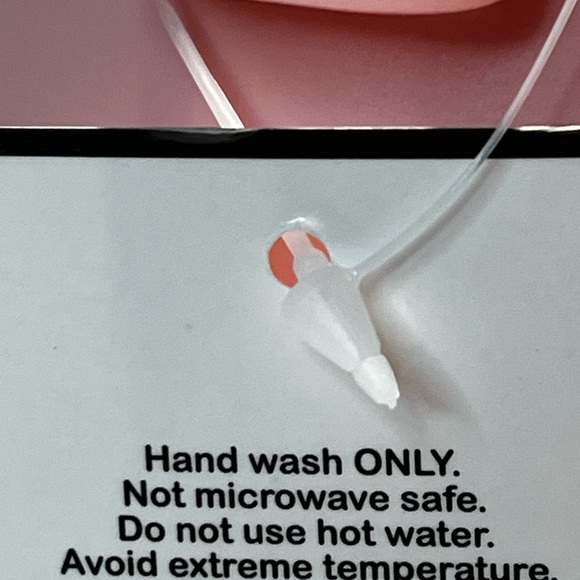 Hand wash ONLY.
Not microwave safe.
Do not use hot water.
Avoid extreme temperature.